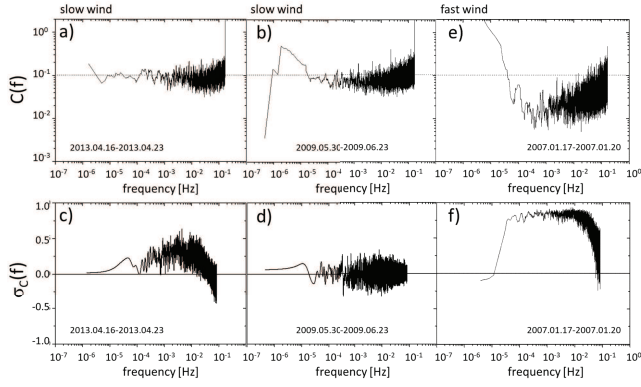 slow wind
slow wind
fast wind
a)
b)
e)
C(f)
10⁰
10⁻¹
10⁻²
10⁻³
2013.04.16-2013.04.23
2009.05.30-2009.06.23
2007.01.17-2007.01.20
10⁻⁷ 10⁻⁶ 10⁻⁵ 10⁻⁴ 10⁻³ 10⁻² 10⁻¹ 10⁻⁷ 10⁻⁶ 10⁻⁵ 10⁻⁴ 10⁻³ 10⁻² 10⁻¹ 10⁻⁷ 10⁻⁶ 10⁻⁵ 10⁻⁴ 10⁻³ 10⁻² 10⁻¹ 10⁰
frequency [Hz]
frequency [Hz]
frequency [Hz]
c)
d)
f)
σC(f)
1.0
0.5
0.0
-0.5
-1.0
2013.04.16-2013.04.23
2009.05.30-2009.06.23
2007.01.17-2007.01.20
10⁻⁷ 10⁻⁶ 10⁻⁵ 10⁻⁴ 10⁻³ 10⁻² 10⁻¹ 10⁻⁷ 10⁻⁶ 10⁻⁵ 10⁻⁴ 10⁻³ 10⁻² 10⁻¹ 10⁻⁷ 10⁻⁶ 10⁻⁵ 10⁻⁴ 10⁻³ 10⁻² 10⁻¹ 10⁰
frequency [Hz]
frequency [Hz]
frequency [Hz]